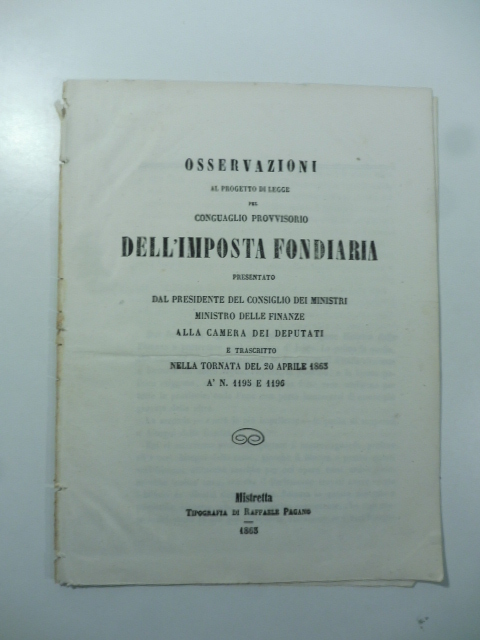 OSSERVAZIONI
AL PROGETTO DI LEGGE
PEL
CONGUAGLIO PROVVISORIO
DELL'IMPOSTA FONDIARIA
PRESENTATO
DAL PRESIDENTE DEL CONSIGLIO DEI MINISTRI
MINISTRO DELLE FINANZE
ALLA CAMERA DEI DEPUTATI
E TRASCRITTO
NELLA TORNATA DEL 20 APRILE 1863
A' N. 1195 E 1196
Mistretta
TIPOGRAFIA DI RAFFAELE PAGANO
1863